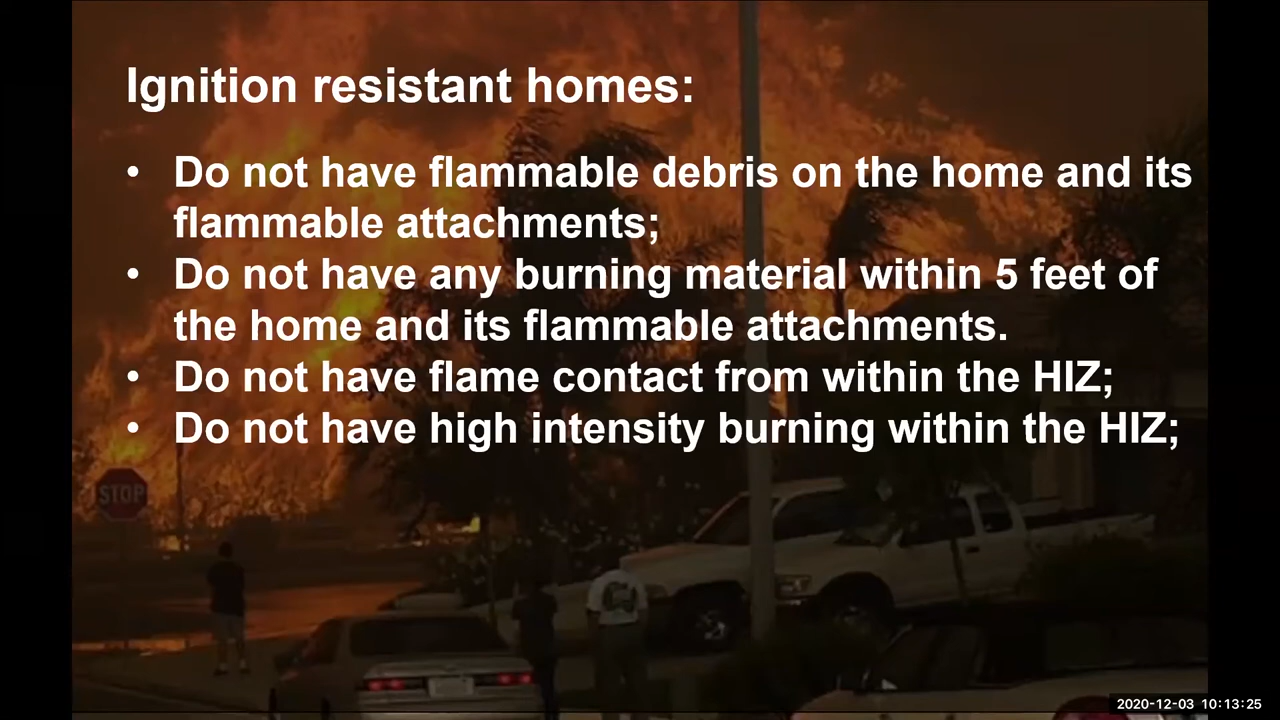 Ignition resistant homes:
• Do not have flammable debris on the home and its
flammable attachments;
• Do not have any burning material within 5 feet of
the home and its flammable attachments.
• Do not have flame contact from within the HIZ;
• Do not have high intensity burning within the HIZ;
STOP
2020-12-03 10:13:25